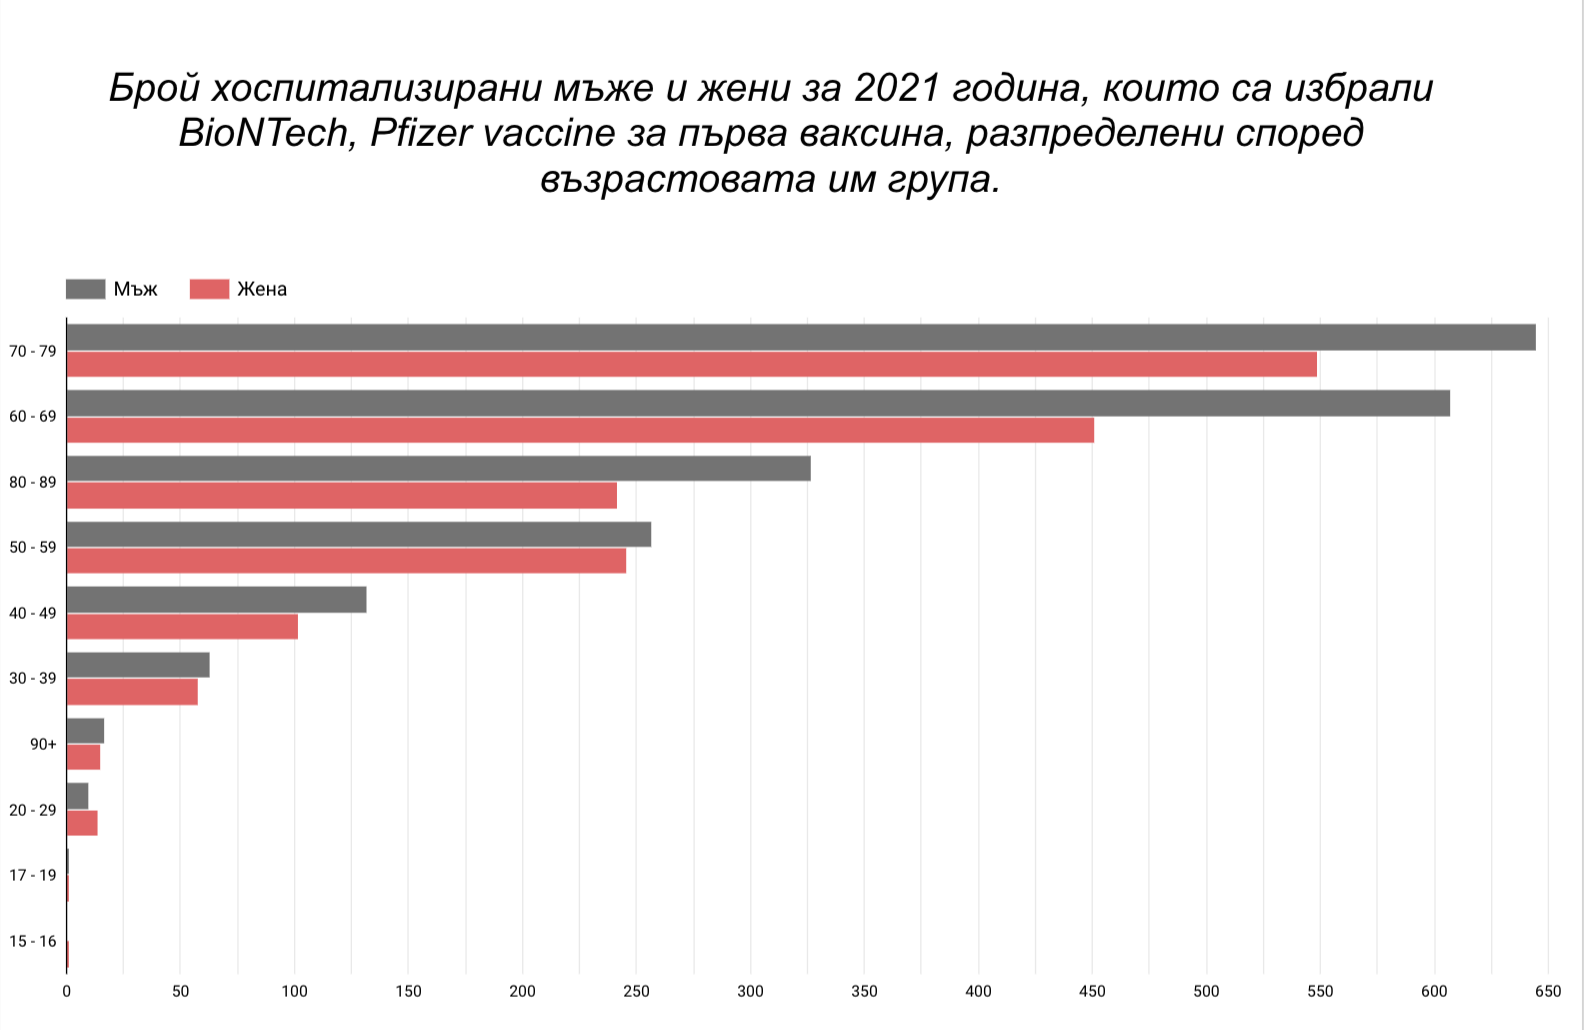 Брой хоспитализирани мъже и жени за 2021 година, които са избрали
BioNTech, Pfizer vaccine за първа ваксина, разпределени според
възрастовата им група.
Мъж Жена
70 - 79
60 - 69
80 - 89
50 - 59
40 - 49
30 - 39
90+
20 - 29
17 - 19
15 - 16
0 50 100 150 200 250 300 350 400 450 500 550 600 650